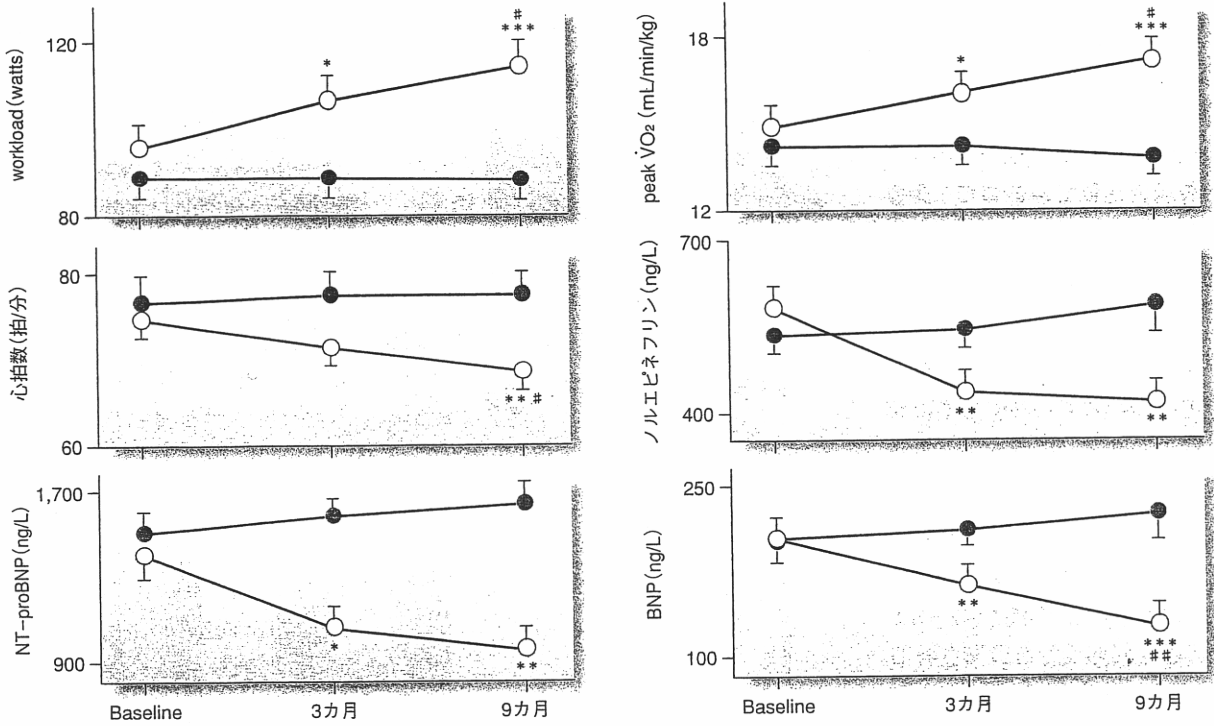 workload (watts)
120
80
*
#
***
peak V̇O₂ (mL/min/kg)
18
12
*
#
***
心拍数 (拍/分)
80
60
**#
ノルエピネフリン (ng/L)
700
400
**
**
NT-proBNP (ng/L)
1,700
900
*
**
Baseline
3カ月
9カ月
BNP (ng/L)
250
100
**
***
##
Baseline
3カ月
9カ月